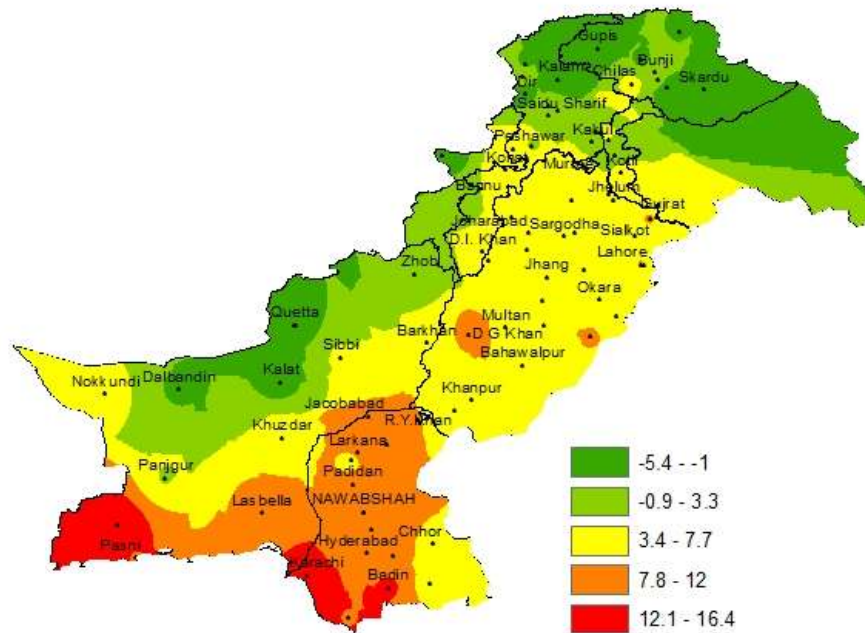 Gupis
Bunji
Kalam
Chilas
Skardu
Dir
Saidu Sharif
Peshawar
Kakul
Kohat
Murree
Kotli
Bannu
Jhelum
Gujrat
Joharabad
Sargodha
Sialkot
D.I. Khan
Lahore
Zhob
Jhang
Okara
Quetta
Multan
Barkhan
D G Khan
Sibbi
Bahawalpur
Nokkundi
Dalbandin
Kalat
Khanpur
Jacobabad
R.Y.Khan
Khuzdar
Larkana
Panjgur
Padidan
Lasbella
NAWABSHAH
Chhor
Pasni
Hyderabad
Karachi
Badin
-5.4 - -1
-0.9 - 3.3
3.4 - 7.7
7.8 - 12
12.1 - 16.4